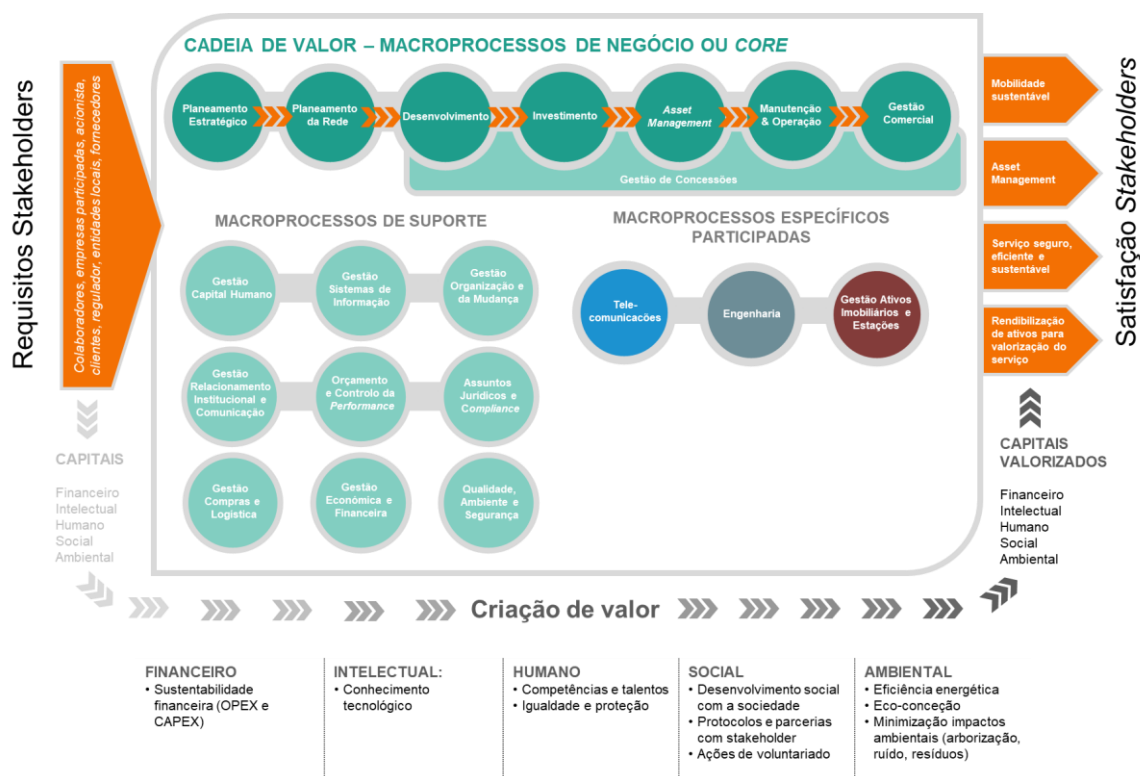 Requisitos Stakeholders
Colaboradores, empresas participadas, acionista,
clientes, regulador, entidades locais, fornecedores
CADEIA DE VALOR – MACROPROCESSOS DE NEGÓCIO OU CORE
Planeamento
Estratégico
Planeamento
da Rede
Desenvolvimento
Investimento
Asset
Management
Manutenção
& Operação
Gestão
Comercial
Gestão de Concessões
MACROPROCESSOS DE SUPORTE
Gestão
Capital Humano
Gestão
Sistemas de
Informação
Gestão
Organização e
da Mudança
Gestão
Relacionamento
Institucional e
Comunicação
Orçamento
e Controlo da
Performance
Assuntos
Jurídicos e
Compliance
Gestão
Compras e
Logística
Gestão
Económica e
Financeira
Qualidade,
Ambiente e
Segurança
MACROPROCESSOS ESPECÍFICOS
PARTICIPADAS
Tele-
comunicacões
Engenharia
Gestão Ativos
Imobiliários e
Estações
Mobilidade
sustentável
Asset
Management
Serviço seguro,
eficiente e
sustentável
Rendibilização
de ativos para
valorização do
serviço
Satisfação Stakeholders
CAPITAIS
Financeiro
Intelectual
Humano
Social
Ambiental
CAPITAIS
VALORIZADOS
Financeiro
Intelectual
Humano
Social
Ambiental
Criação de valor
FINANCEIRO
• Sustentabilidade
financeira (OPEX e
CAPEX)
INTELECTUAL:
• Conhecimento
tecnológico
HUMANO
• Competências e talentos
• Igualdade e proteção
SOCIAL
• Desenvolvimento social
com a sociedade
• Protocolos e parcerias
com stakeholder
• Ações de voluntariado
AMBIENTAL
• Eficiência energética
• Eco-conceção
• Minimização impactos
ambientais (arborização,
ruído, resíduos)